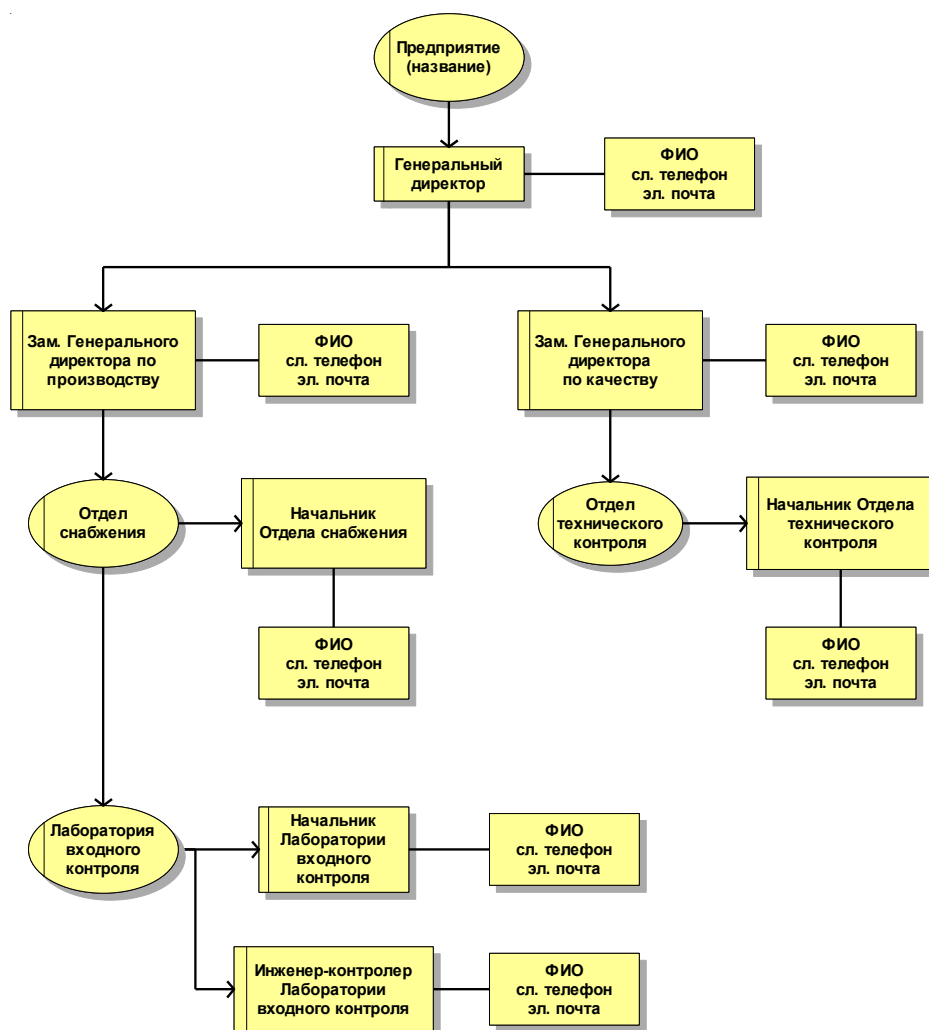 Предприятие
(название)
Генеральный
директор
ФИО
сл. телефон
эл. почта
Зам. Генерального
директора по
производству
ФИО
сл. телефон
эл. почта
Зам. Генерального
директора
по качеству
ФИО
сл. телефон
эл. почта
Отдел
снабжения
Начальник
Отдела снабжения
Отдел
технического
контроля
Начальник Отдела
технического
контроля
ФИО
сл. телефон
эл. почта
ФИО
сл. телефон
эл. почта
Лаборатория
входного
контроля
Начальник
Лаборатории
входного
контроля
ФИО
сл. телефон
эл. почта
Инженер-контролер
Лаборатории
входного контроля
ФИО
сл. телефон
эл. почта